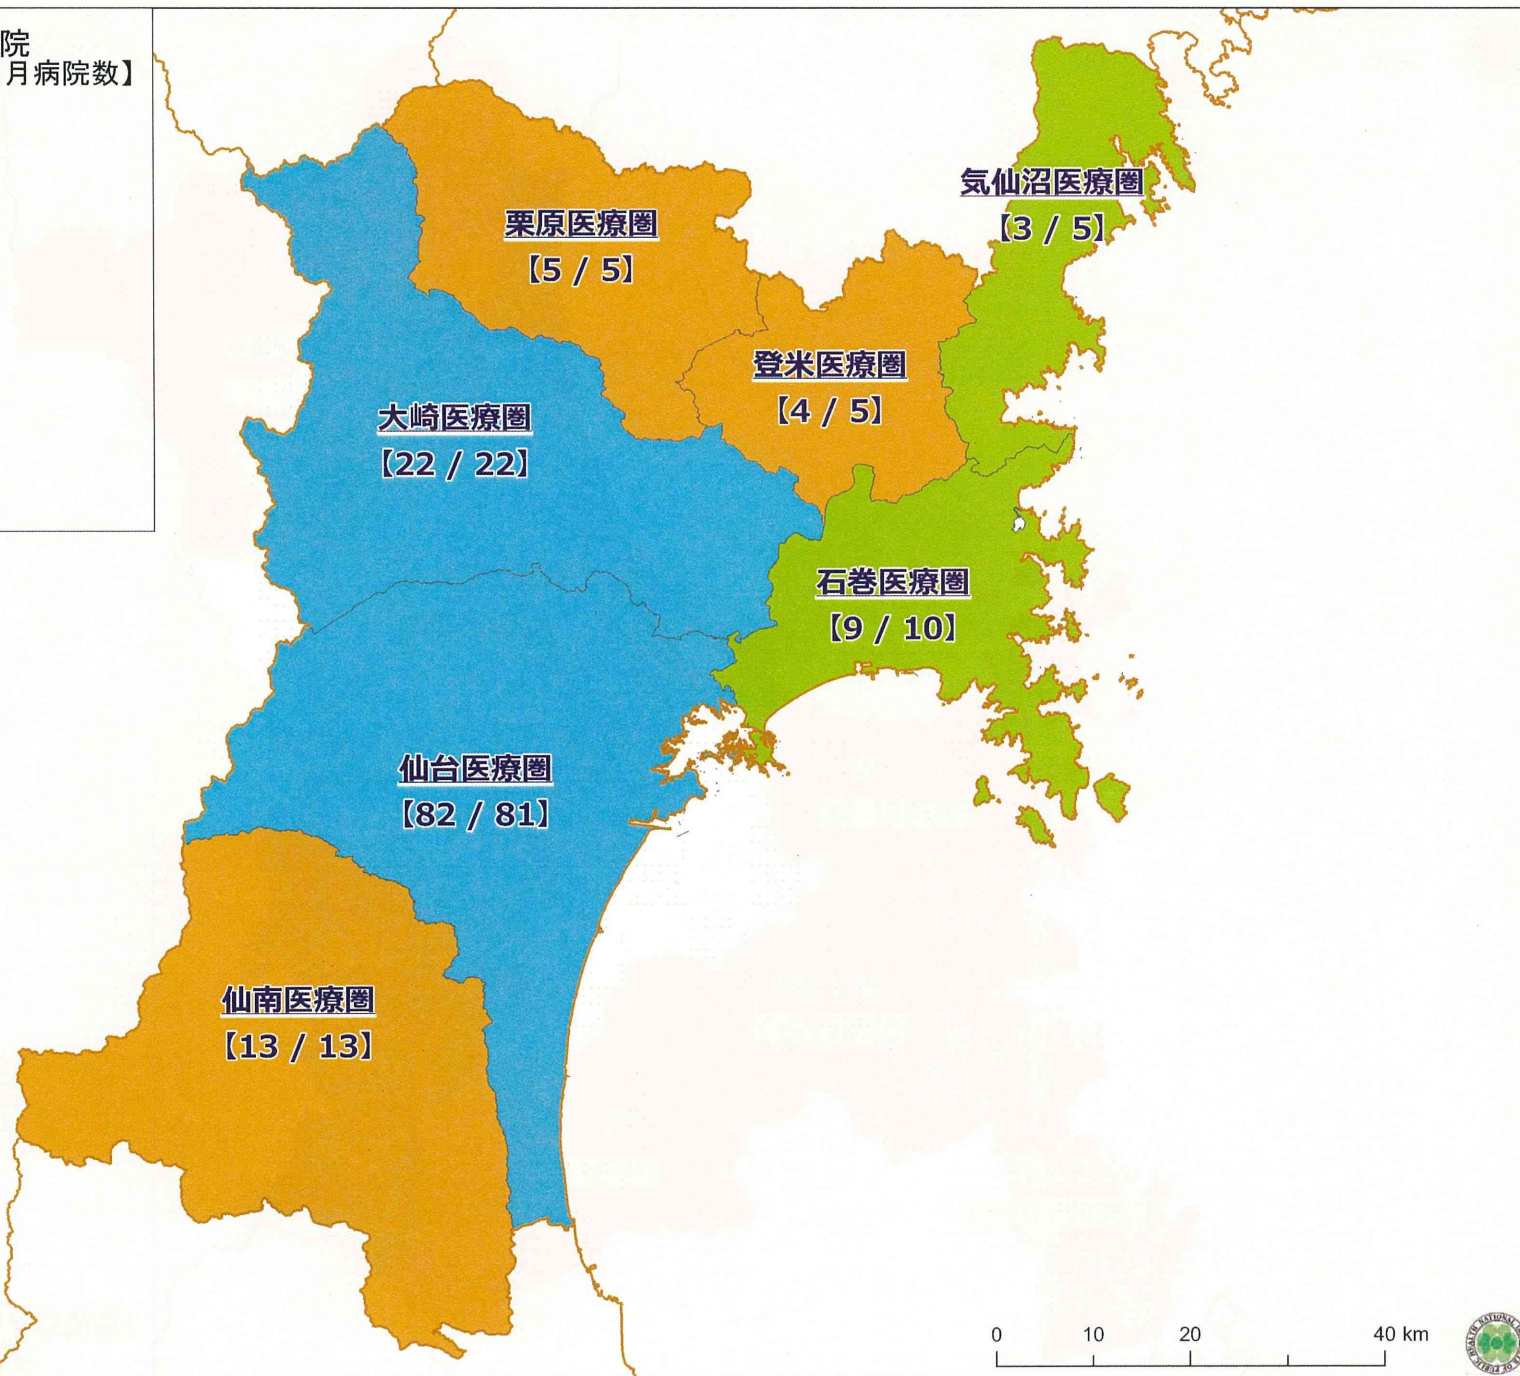 院
月病院数】
気仙沼医療圏
【3 / 5】
栗原医療圏
【5 / 5】
登米医療圏
【4 / 5】
大崎医療圏
【22 / 22】
石巻医療圏
【9 / 10】
仙台医療圏
【82 / 81】
仙南医療圏
【13 / 13】
0 10 20 40 km